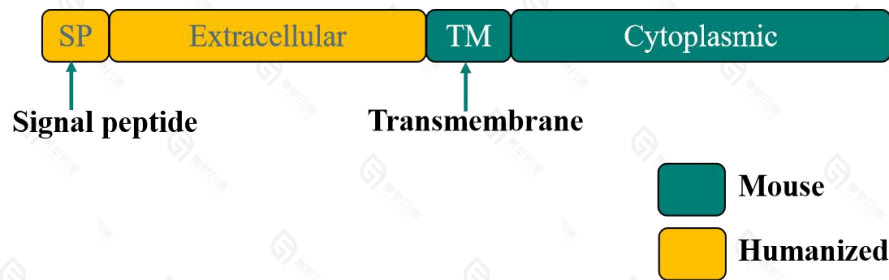 SP Extracellular TM Cytoplasmic
Signal peptide Transmembrane
Mouse
Humanized